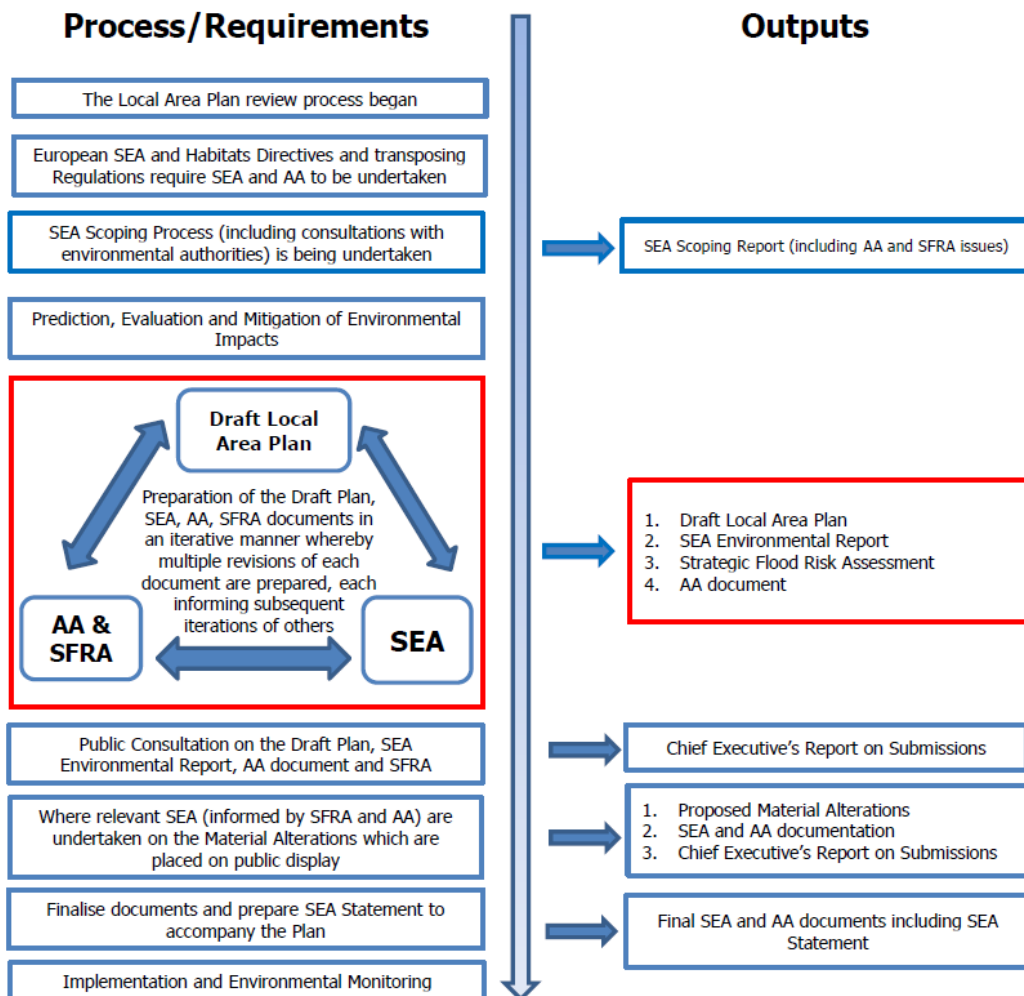 Process/Requirements
Outputs
The Local Area Plan review process began
European SEA and Habitats Directives and transposing
Regulations require SEA and AA to be undertaken
SEA Scoping Process (including consultations with
environmental authorities) is being undertaken
SEA Scoping Report (including AA and SFRA issues)
Prediction, Evaluation and Mitigation of Environmental
Impacts
Draft Local
Area Plan
Preparation of the Draft Plan,
SEA, AA, SFRA documents in
an iterative manner whereby
multiple revisions of each
document are prepared, each
informing subsequent
iterations of others
AA &
SFRA
SEA
1. Draft Local Area Plan
2. SEA Environmental Report
3. Strategic Flood Risk Assessment
4. AA document
Public Consultation on the Draft Plan, SEA
Environmental Report, AA document and SFRA
Chief Executive's Report on Submissions
Where relevant SEA (informed by SFRA and AA) are
undertaken on the Material Alterations which are
placed on public display
1. Proposed Material Alterations
2. SEA and AA documentation
3. Chief Executive's Report on Submissions
Finalise documents and prepare SEA Statement to
accompany the Plan
Final SEA and AA documents including SEA
Statement
Implementation and Environmental Monitoring